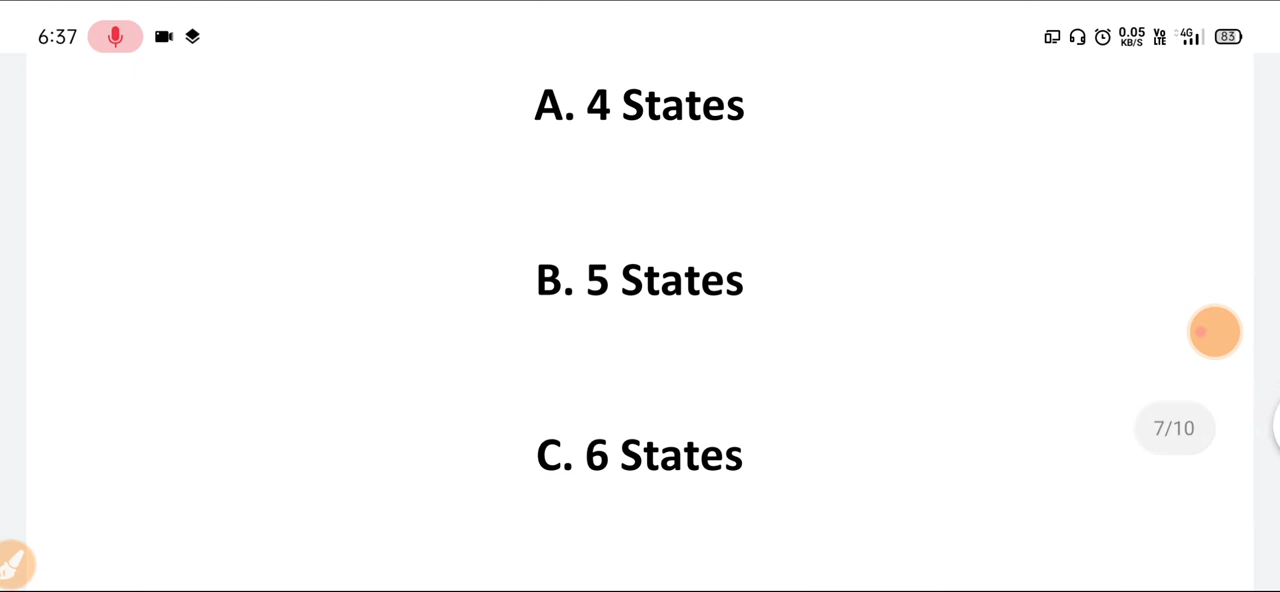 6:37
0.05
KB/S
Vo
LTE
4G
83
A. 4 States
B. 5 States
C. 6 States
7/10